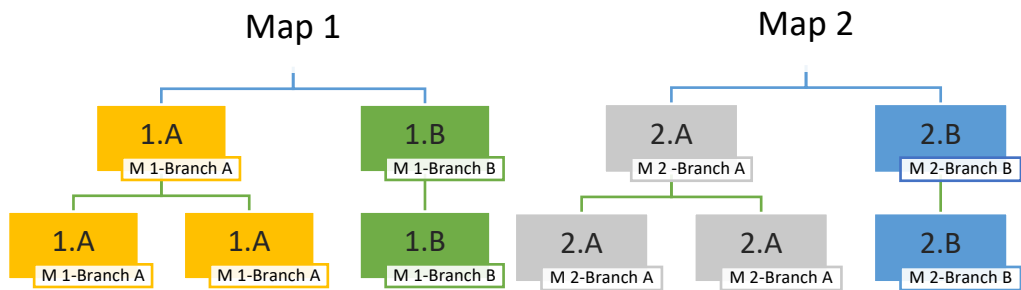 Map 1
Map 2
1.A
M 1-Branch A
1.B
M 1-Branch B
2.A
M 2 -Branch A
2.B
M 2-Branch B
1.A
M 1-Branch A
1.A
M 1-Branch A
1.B
M 1-Branch B
2.A
M 2-Branch A
2.A
M 2-Branch A
2.B
M 2-Branch B